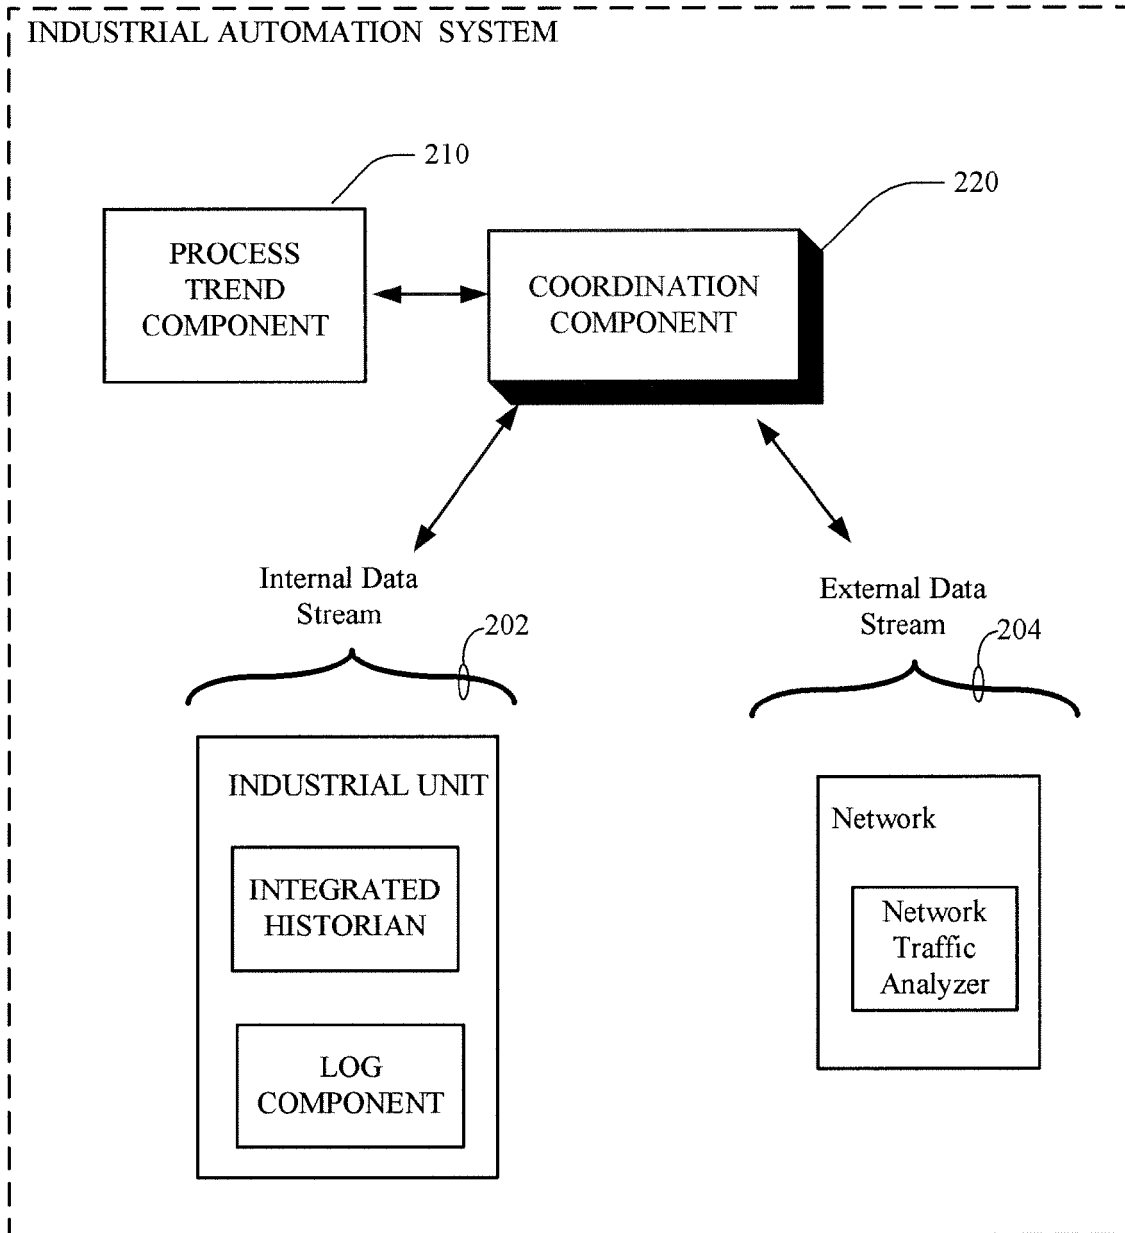 INDUSTRIAL AUTOMATION SYSTEM
210
220
PROCESS
TREND
COMPONENT
COORDINATION
COMPONENT
Internal Data
Stream
202
External Data
Stream
204
INDUSTRIAL UNIT
INTEGRATED
HISTORIAN
LOG
COMPONENT
Network
Network
Traffic
Analyzer